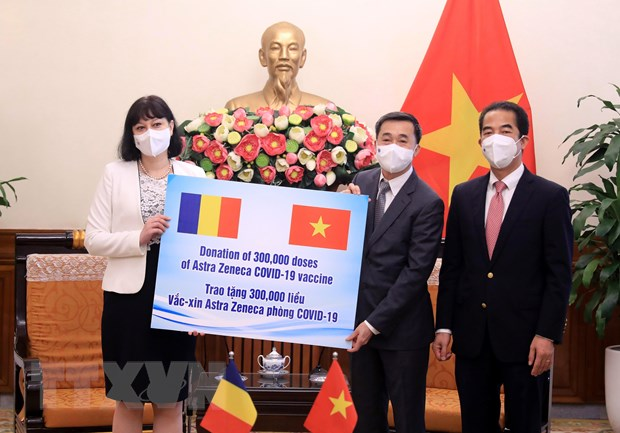 Donation of 300,000 doses
of Astra Zeneca COVID-19 vaccine
Trao tặng 300,000 liều
Vắc-xin Astra Zeneca phòng COVID-19
TTXVN